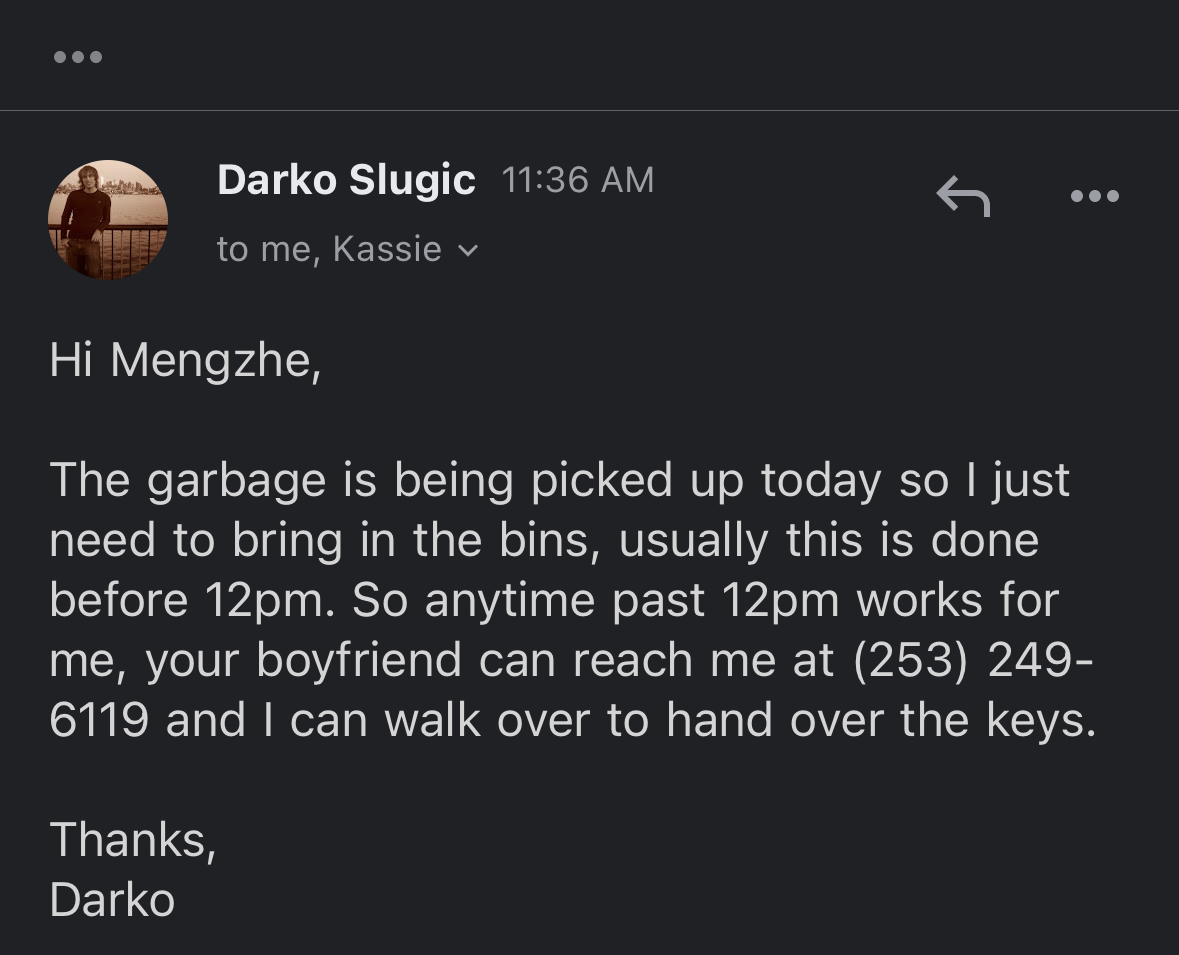 Darko Slugic 11:36 AM
to me, Kassie
Hi Mengzhe,
The garbage is being picked up today so I just
need to bring in the bins, usually this is done
before 12pm. So anytime past 12pm works for
me, your boyfriend can reach me at (253) 249-
6119 and I can walk over to hand over the keys.
Thanks,
Darko